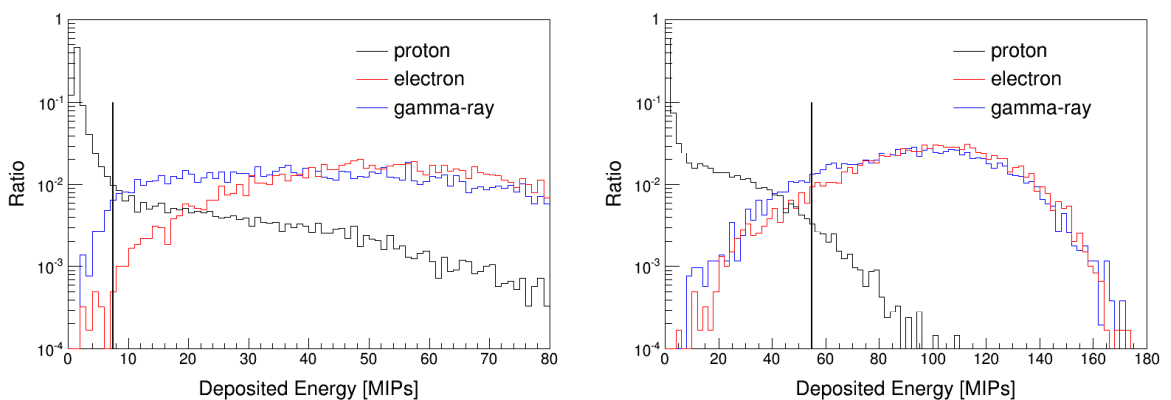 1
10⁻¹
10⁻²
10⁻³
10⁻⁴
Ratio
proton
electron
gamma-ray
0 10 20 30 40 50 60 70 80
Deposited Energy [MIPs]
1
10⁻¹
10⁻²
10⁻³
10⁻⁴
Ratio
proton
electron
gamma-ray
0 20 40 60 80 100 120 140 160 180
Deposited Energy [MIPs]